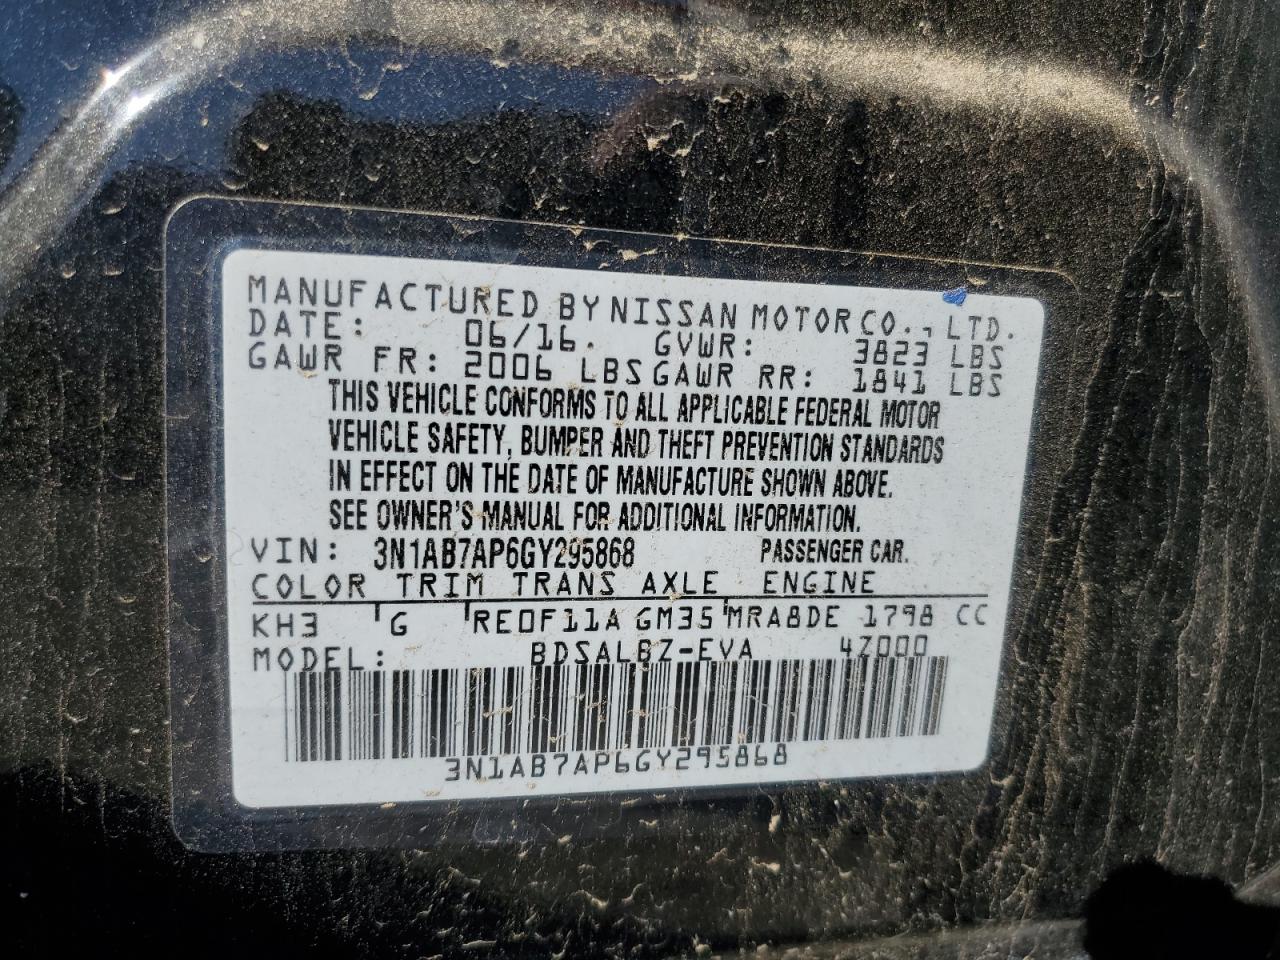 MANUFACTURED BY NISSAN MOTOR CO., LTD.
DATE: 06/16. GVWR: 3823 LBS
GAWR FR: 2006 LBS GAWR RR: 1841 LBS
THIS VEHICLE CONFORMS TO ALL APPLICABLE FEDERAL MOTOR
VEHICLE SAFETY, BUMPER AND THEFT PREVENTION STANDARDS
IN EFFECT ON THE DATE OF MANUFACTURE SHOWN ABOVE.
SEE OWNER'S MANUAL FOR ADDITIONAL INFORMATION.
VIN: 3N1AB7AP6GY295868 PASSENGER CAR.
COLOR TRIM TRANS AXLE ENGINE
KH3 G RE0F11A GM35 MRA8DE 1798 CC
MODEL: BDSALBZ-EVA 4Z000
3N1AB7AP6GY295868